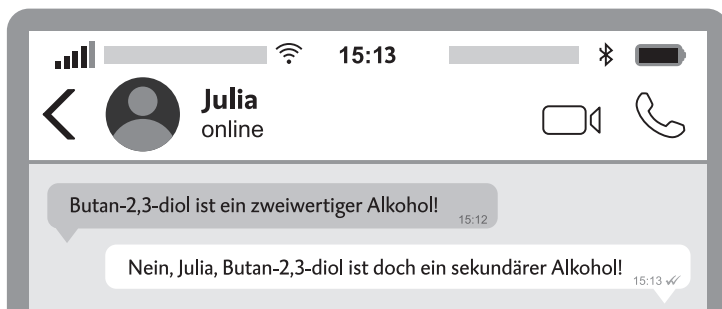 15:13
Julia
online
Butan-2,3-diol ist ein zweiwertiger Alkohol!
15:12
Nein, Julia, Butan-2,3-diol ist doch ein sekundärer Alkohol!
15:13